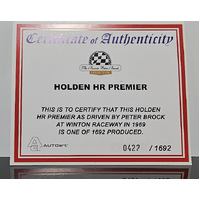 Certificate of Authenticity
HOLDEN HR PREMIER
THIS IS TO CERTIFY THAT THIS HOLDEN
HR PREMIER AS DRIVEN BY PETER BROCK
AT WINTON RACEWAY IN 1969
IS ONE OF 1692 PRODUCED.
AUTOart
0427 / 1692